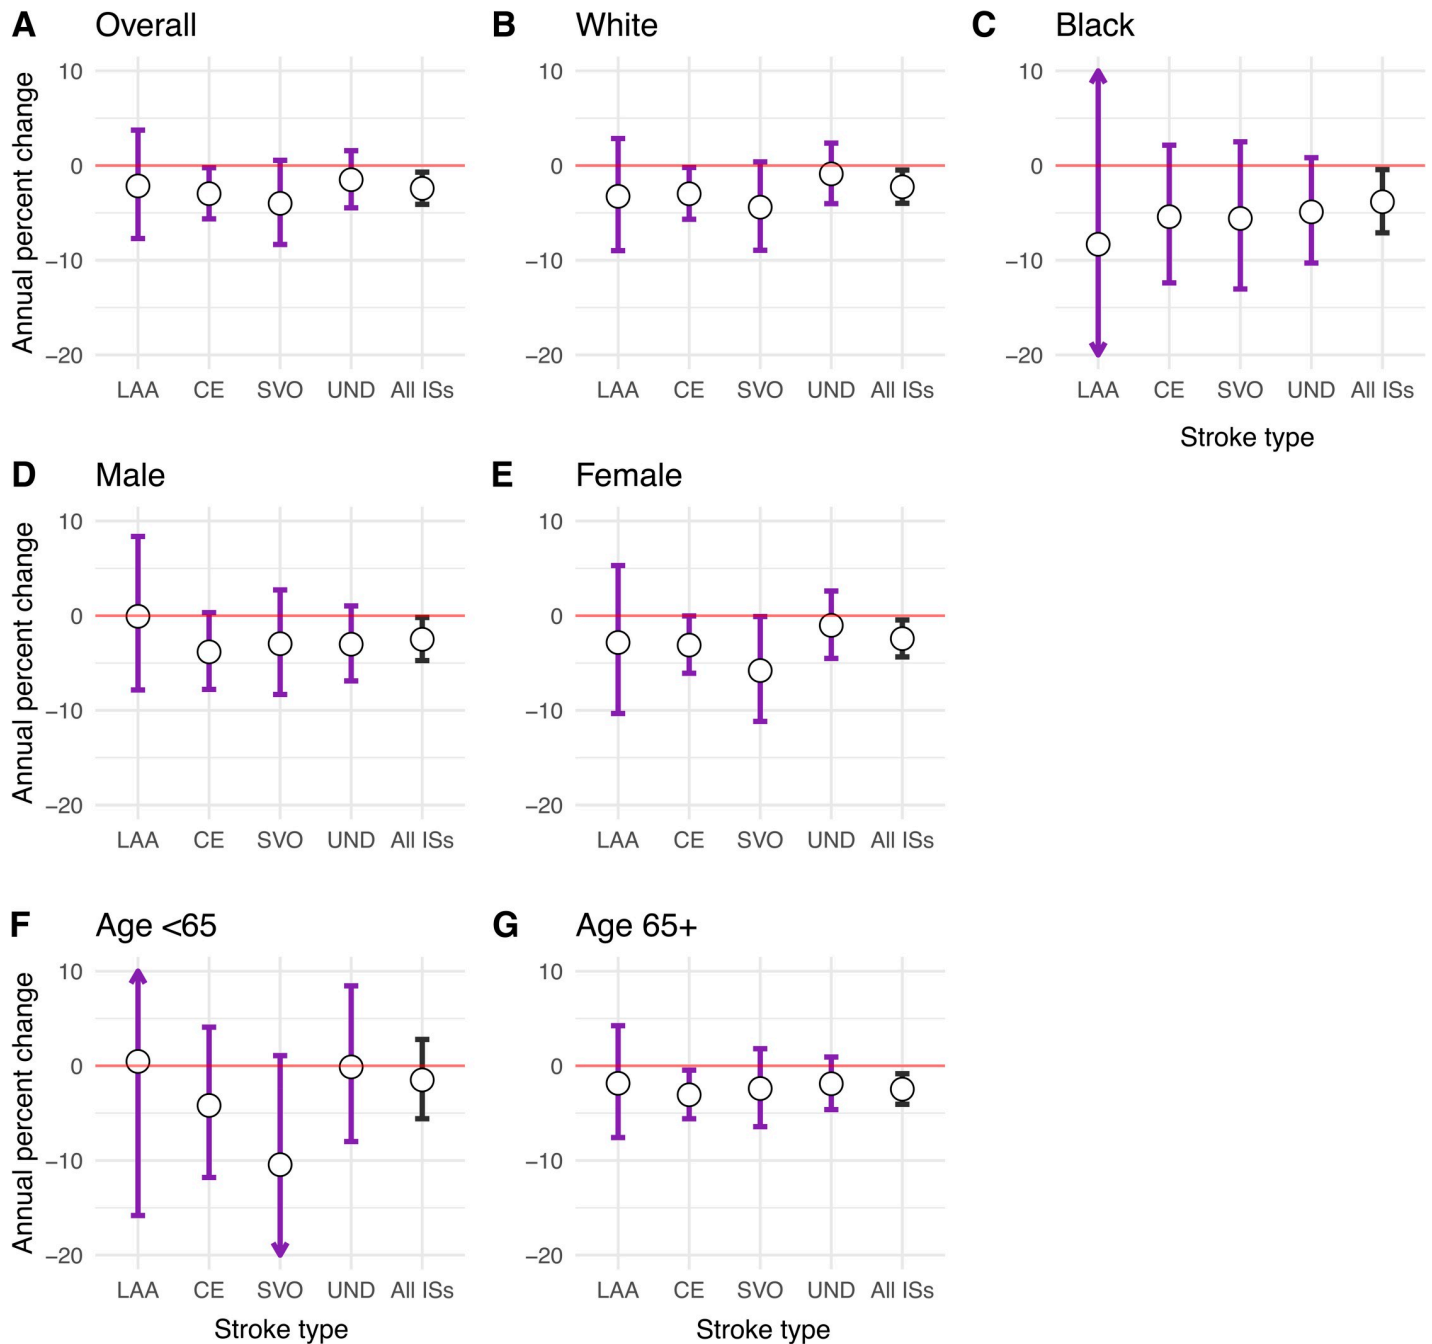 A Overall
B White
C Black
Annual percent change
10
0
−10
−20
LAA CE SVO UND All ISs
10
0
−10
−20
LAA CE SVO UND All ISs
10
0
−10
−20
LAA CE SVO UND All ISs
Stroke type
D Male
E Female
Annual percent change
10
0
−10
−20
LAA CE SVO UND All ISs
10
0
−10
−20
LAA CE SVO UND All ISs
F Age <65
G Age 65+
Annual percent change
10
0
−10
−20
LAA CE SVO UND All ISs
Stroke type
10
0
−10
−20
LAA CE SVO UND All ISs
Stroke type